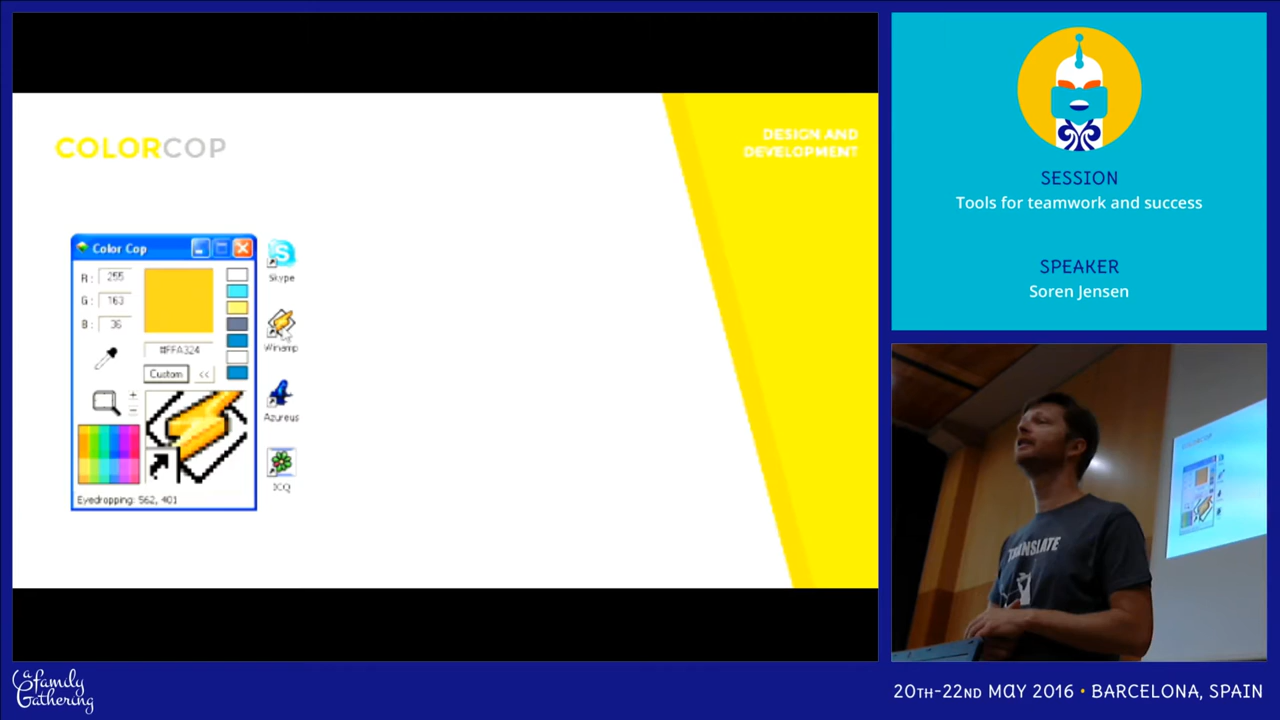 COLORCOP
DESIGN AND
DEVELOPMENT
Color Cop
R: 255
G: 163
B: 36
#FFA324
Custom <<
+
−
Eyedropping: 562, 401
Skype
Winamp
Azureus
ICQ
SESSION
Tools for teamwork and success
SPEAKER
Soren Jensen
TRANSLATE
COLORCOP
a family
Gathering
20TH-22ND MAY 2016 • BARCELONA, SPAIN